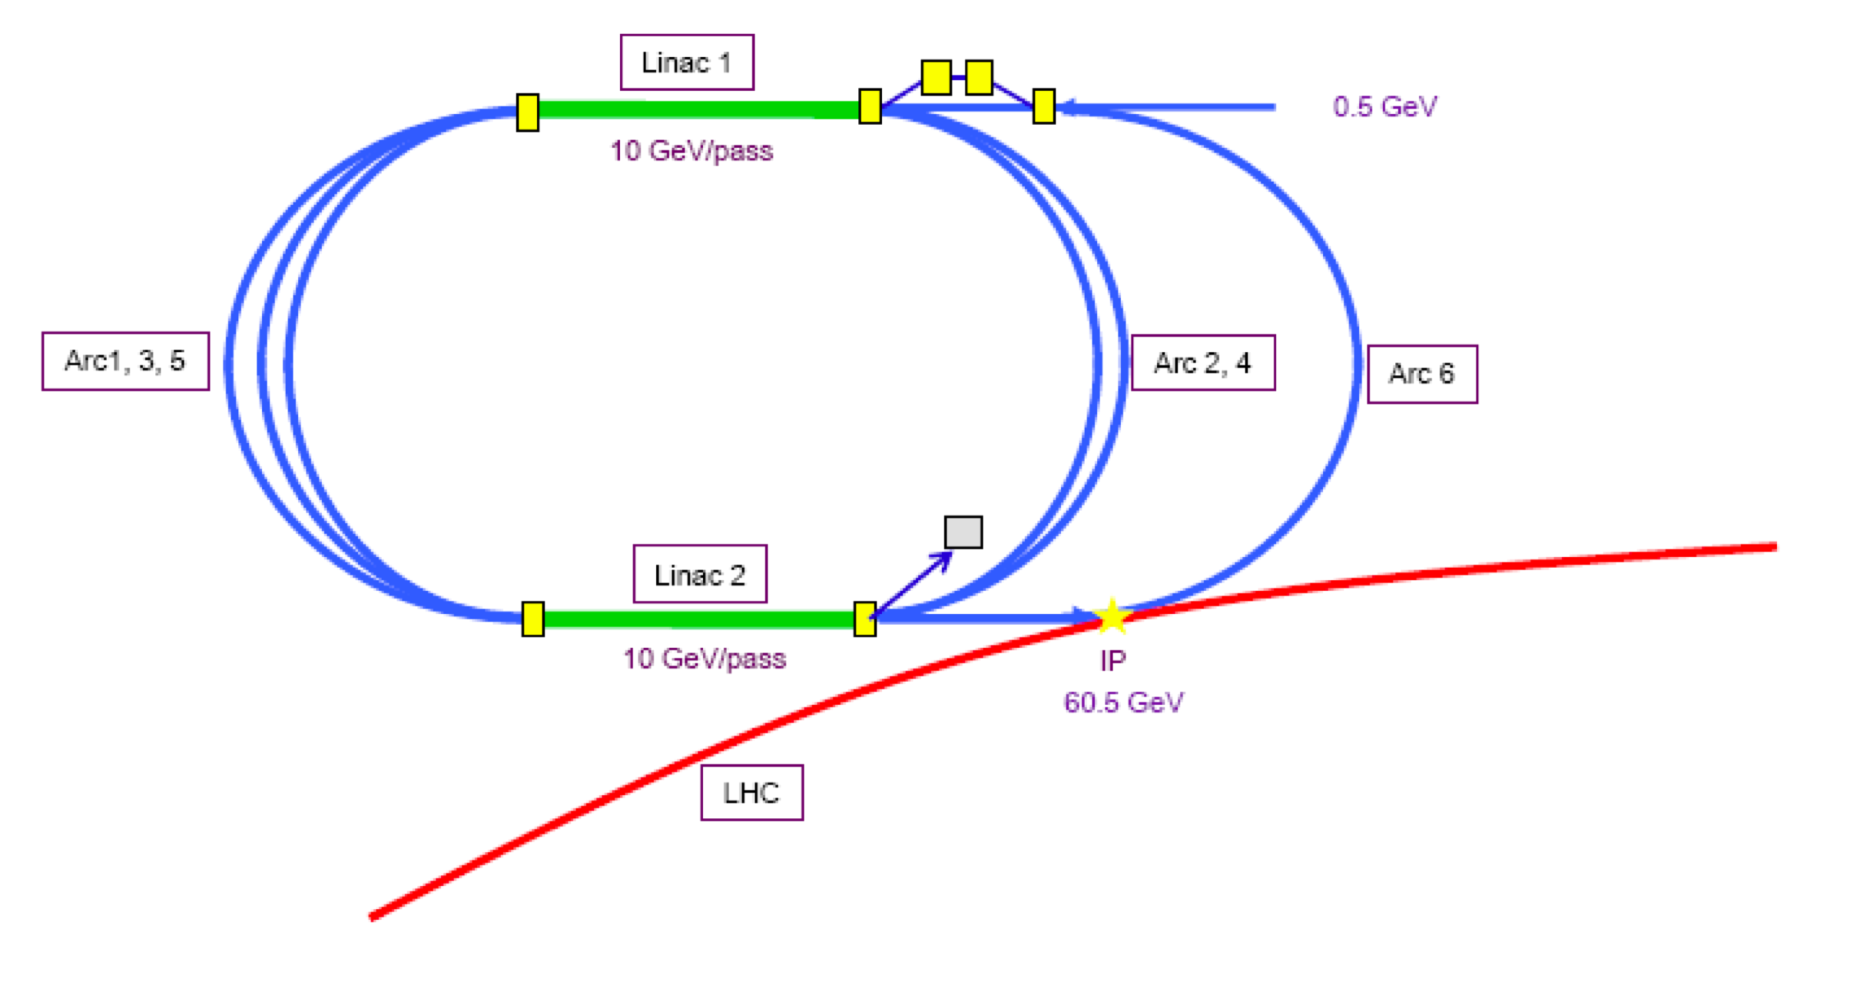 Linac 1
0.5 GeV
10 GeV/pass
Arc1, 3, 5
Arc 2, 4
Arc 6
Linac 2
10 GeV/pass
IP
60.5 GeV
LHC